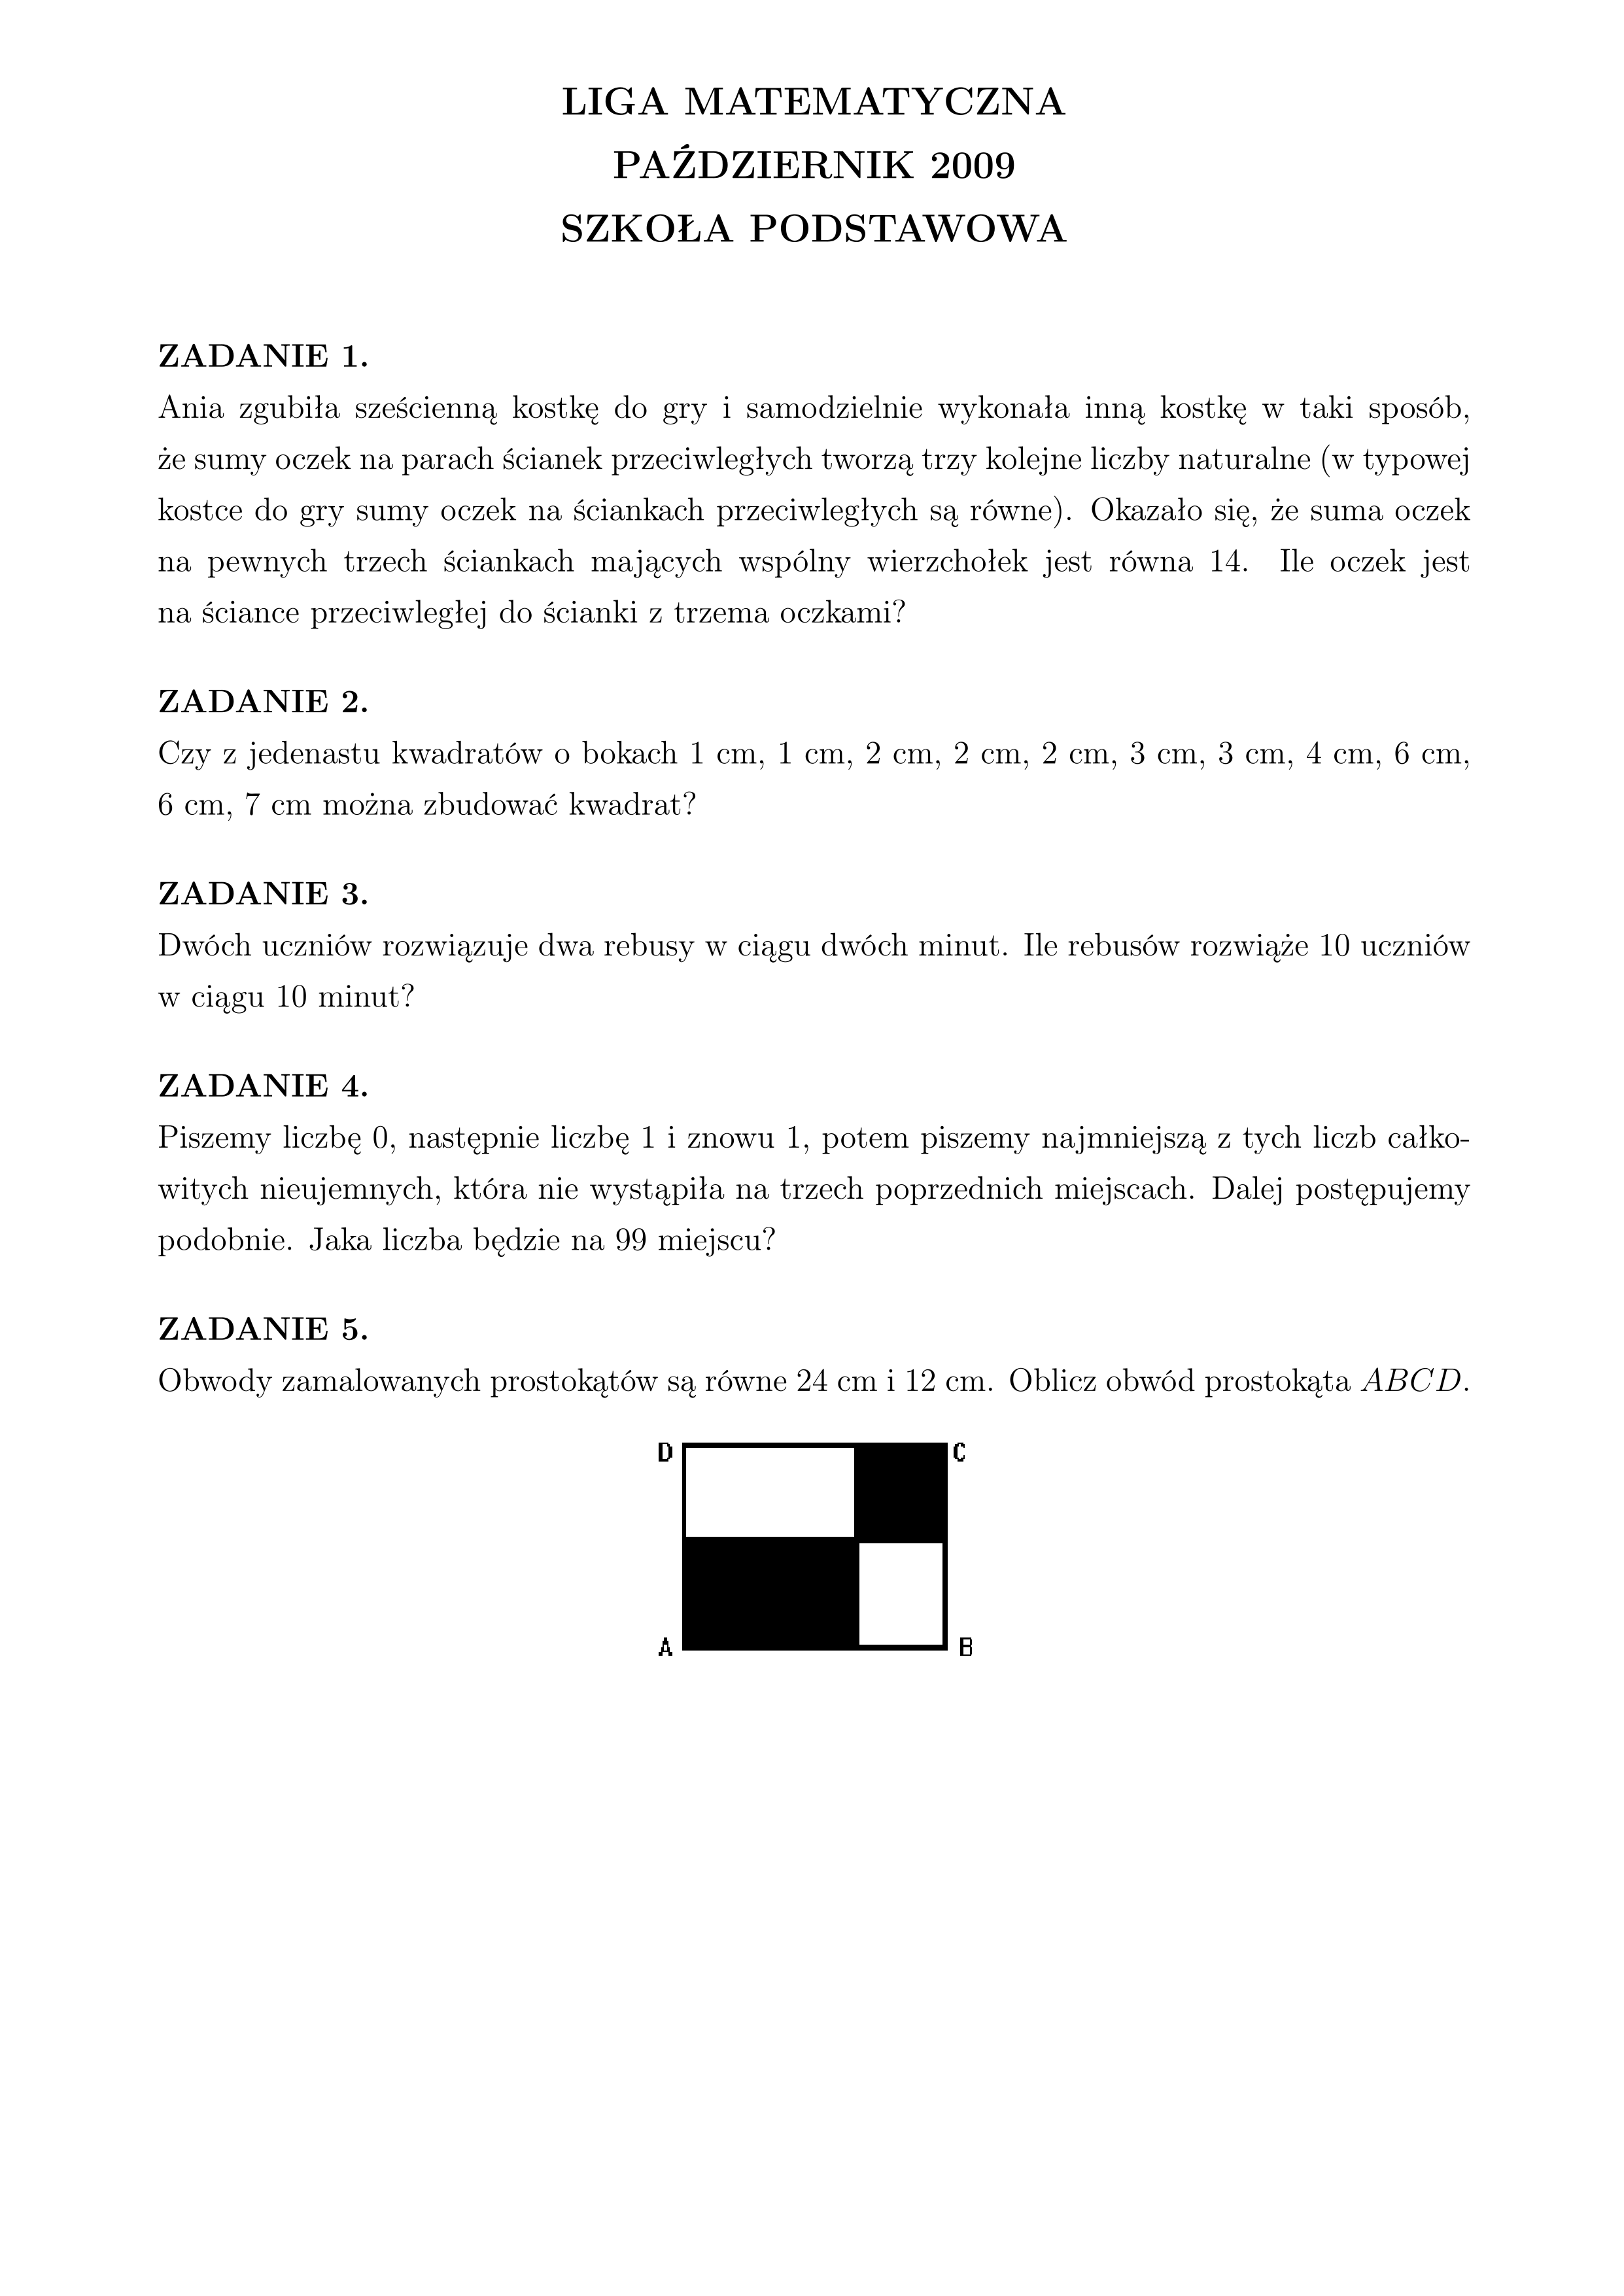 LIGA MATEMATYCZNA
PAŹDZIERNIK 2009
SZKOŁA PODSTAWOWA
ZADANIE 1.
Ania zgubiła sześcienną kostkę do gry i samodzielnie wykonała inną kostkę w taki sposób,
że sumy oczek na parach ścianek przeciwległych tworzą trzy kolejne liczby naturalne (w typowej
kostce do gry sumy oczek na ściankach przeciwległych są równe). Okazało się, że suma oczek
na pewnych trzech ściankach mających wspólny wierzchołek jest równa 14. Ile oczek jest
na ściance przeciwległej do ścianki z trzema oczkami?
ZADANIE 2.
Czy z jedenastu kwadratów o bokach 1 cm, 1 cm, 2 cm, 2 cm, 2 cm, 3 cm, 3 cm, 4 cm, 6 cm,
6 cm, 7 cm można zbudować kwadrat?
ZADANIE 3.
Dwóch uczniów rozwiązuje dwa rebusy w ciągu dwóch minut. Ile rebusów rozwiąże 10 uczniów
w ciągu 10 minut?
ZADANIE 4.
Piszemy liczbę 0, następnie liczbę 1 i znowu 1, potem piszemy najmniejszą z tych liczb całko-
witych nieujemnych, która nie wystąpiła na trzech poprzednich miejscach. Dalej postępujemy
podobnie. Jaka liczba będzie na 99 miejscu?
ZADANIE 5.
Obwody zamalowanych prostokątów są równe 24 cm i 12 cm. Oblicz obwód prostokąta ABCD.
D C
A B